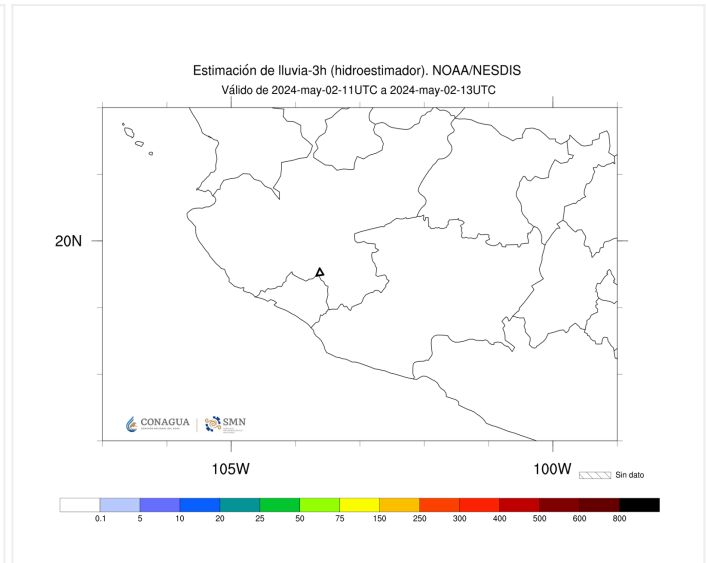 Estimación de lluvia-3h (hidroestimador). NOAA/NESDIS
Válido de 2024-may-02-11UTC a 2024-may-02-13UTC
20N
CONAGUA
SMN
105W
100W
Sin dato
0.1 5 10 20 25 50 75 150 250 300 400 500 600 800